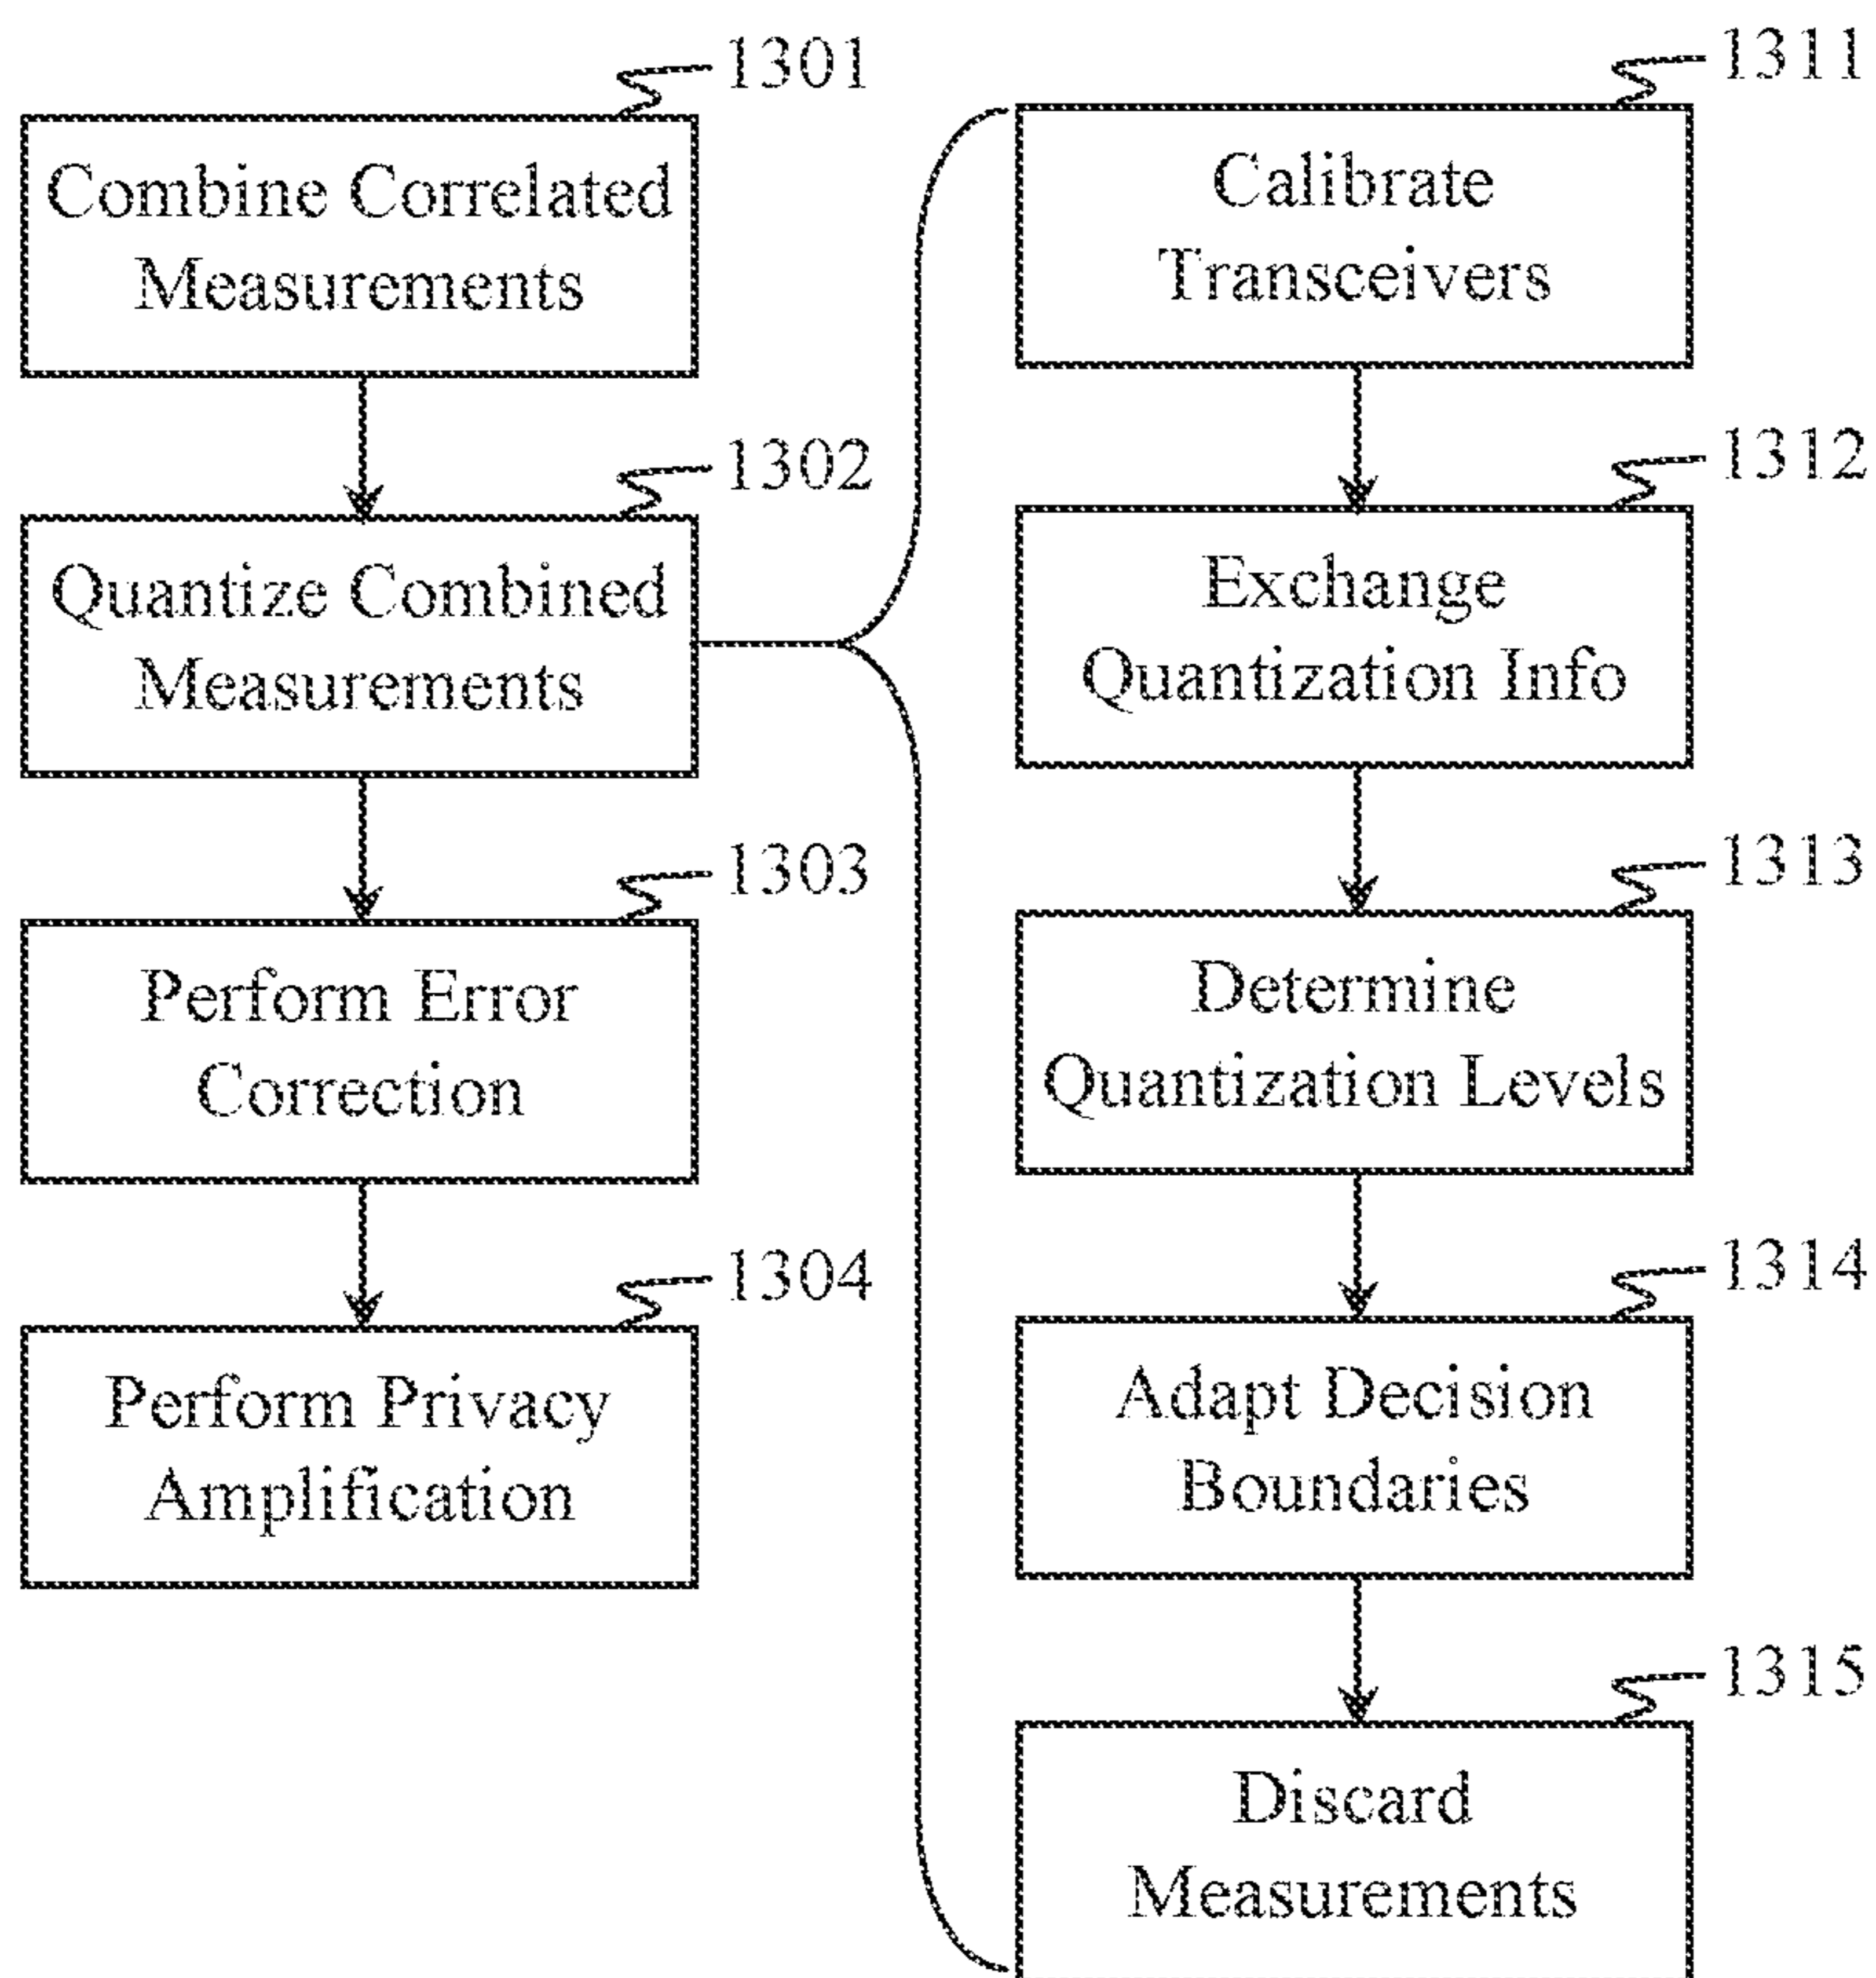 1301
Combine Correlated
Measurements
1302
Quantize Combined
Measurements
1303
Perform Error
Correction
1304
Perform Privacy
Amplification
1311
Calibrate
Transceivers
1312
Exchange
Quantization Info
1313
Determine
Quantization Levels
1314
Adapt Decision
Boundaries
1315
Discard
Measurements